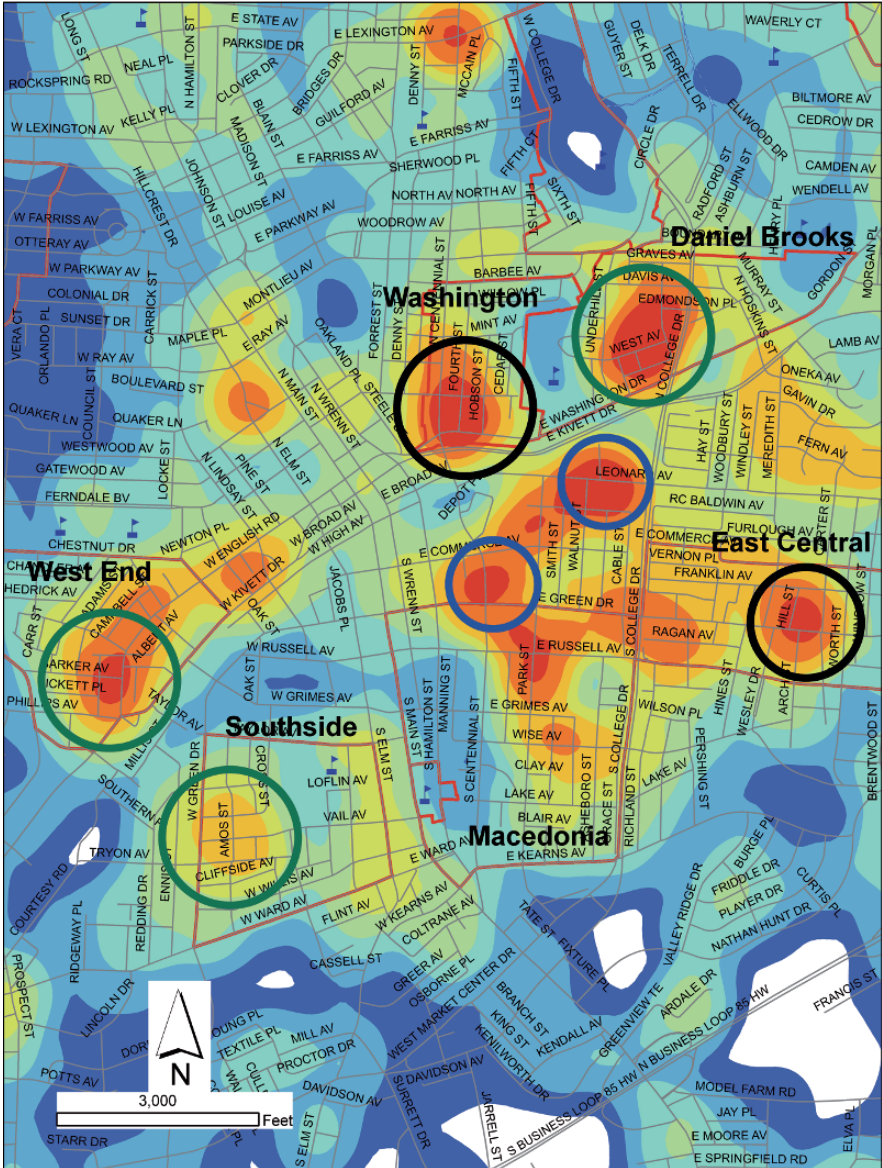 E STATE AV
WAVERLY CT
LONG ST
NEAL PL
N HAMILTON ST
PARKSIDE DR
E LEXINGTON AV
W COLLEGE DR
GUYER ST
DELK DR
ROCKSPRING RD
CLOVER DR
BRIDGES DR
DENNY ST
MCCAIN PL
FIFTH ST
TERRELL DR
KELLY PL
BLAIN ST
GUILFORD AV
BILTMORE AV
W LEXINGTON AV
MADISON ST
E FARRISS AV
ELLWOOD DR
CEDROW DR
E FARRISS AV
SHERWOOD PL
FIFTH CT
CIRCLE DR
CAMDEN AV
HILLCREST DR
JOHNSON ST
LOUISE AV
NORTH AV
NORTH AV
SIXTH ST
RADFORD ST
ASHBURN ST
WENDELL AV
W FARRISS AV
E PARKWAY AV
WOODROW AV
FIFTH ST
OTTERAY AV
Daniel Brooks
GRAVES AV
GORDON ST
MORGAN PL
W PARKWAY AV
MONTLIEU AV
BARBEE AV
DAVIS AV
MURRAY ST
COLONIAL DR
CARRICK ST
Washington
N CENTENNIAL ST
UNDERHILL ST
EDMONDSON PL
N HOSKINS ST
VERA CT
ORLANDO PL
SUNSET DR
MAPLE PL
E RAY AV
OAKLAND PL
FORREST ST
DENNY ST
MINT AV
WEST AV
N COLLEGE DR
LAMB AV
W RAY AV
FOURTH ST
HOBSON ST
COUNCIL ST
BOULEVARD ST
N MAIN ST
N WRENN ST
ONEKA AV
GAVIN DR
QUAKER LN
QUAKER LN
E WASHINGTON DR
E KIVETT DR
HAY ST
WOODBURY ST
WINDLEY ST
MEREDITH ST
FERN AV
WESTWOOD AV
LOCKE ST
N LINDSAY ST
PINE ST
N ELM ST
E BROAD AV
GATEWOOD AV
LEONARD AV
FERNDALE BV
RC BALDWIN AV
NEWTON PL
W ENGLISH RD
W BROAD AV
W HIGH AV
SMITH ST
WALNUT ST
CABLE ST
E COMMERCE AV
FURLOUGH AV
CHESTNUT DR
E COMMERCE AV
VERNON PL
East Central
West End
W KIVETT DR
JACOBS PL
S WRENN ST
FRANKLIN AV
HEDRICK AV
CAMPBELL
ALBERT AV
OAK ST
E GREEN DR
S COLLEGE DR
HILL ST
CARR ST
W RUSSELL AV
E RUSSELL AV
RAGAN AV
TAYLOR AV
OAK ST
W GRIMES AV
S MAIN ST
S HAMILTON ST
MANNING ST
S CENTENNIAL ST
PARK ST
HINES ST
WESLEY DR
PHILLIPS AV
Southside
E GRIMES AV
WILSON PL
PERSHING ST
BRENTWOOD ST
W GREEN DR
S ELM ST
WISE AV
S COLLEGE DR
LOFLIN AV
CLAY AV
LAKE AV
AMOS ST
VAIL AV
LAKE AV
RICHLAND ST
BLAIR AV
Macedonia
TRYON AV
CLIFFSIDE AV
E KEARNS AV
COURTESY RD
W WARD AV
FLINT AV
W KEARNS AV
BURGE PL
REDDING DR
RIDGEWAY PL
COLTRANE AV
VALLEY RIDGE DR
FRIDDLE DR
CURTIS PL
PLAYER DR
NATHAN HUNT DR
TATE ST
FIXTURE PL
PROSPECT ST
CASSELL ST
GREER AV
OSBORNE PL
LINCOLN DR
WEST MARKET CENTER DR
BRANCH ST
GREENVIEW TE
ARDALE DR
FRANCIS ST
N
TEXTILE PL
MILL AV
PROCTOR DR
KING ST
KENILWORTH DR
KENDALL AV
N BUSINESS LOOP 85 HW
POTTS AV
DAVIDSON AV
SURRETT DR
DAVIDSON AV
MODEL FARM RD
3,000
Feet
JARRELL ST
S BUSINESS LOOP 85 HW
JAY PL
ELVA PL
STARR DR
S ELM ST
E MOORE AV
E SPRINGFIELD RD